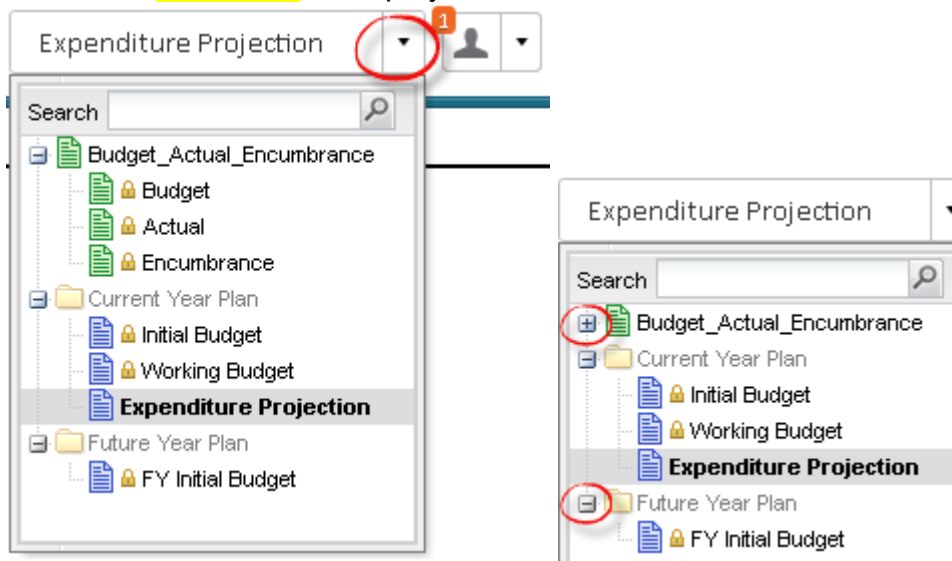 Expenditure Projection
1
Search
Budget_Actual_Encumbrance
Budget
Actual
Encumbrance
Current Year Plan
Initial Budget
Working Budget
Expenditure Projection
Future Year Plan
FY Initial Budget
Expenditure Projection
Search
Budget_Actual_Encumbrance
Current Year Plan
Initial Budget
Working Budget
Expenditure Projection
Future Year Plan
FY Initial Budget